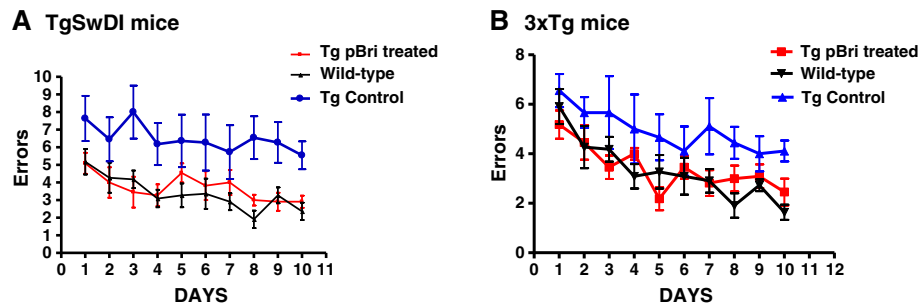 A TgSwDI mice
Tg pBri treated
Wild-type
Tg Control
Errors
10
9
8
7
6
5
4
3
2
1
0
0 1 2 3 4 5 6 7 8 9 10 11
DAYS
B 3xTg mice
Tg pBri treated
Wild-type
Tg Control
Errors
8
6
4
2
0
0 1 2 3 4 5 6 7 8 9 10 11 12
DAYS